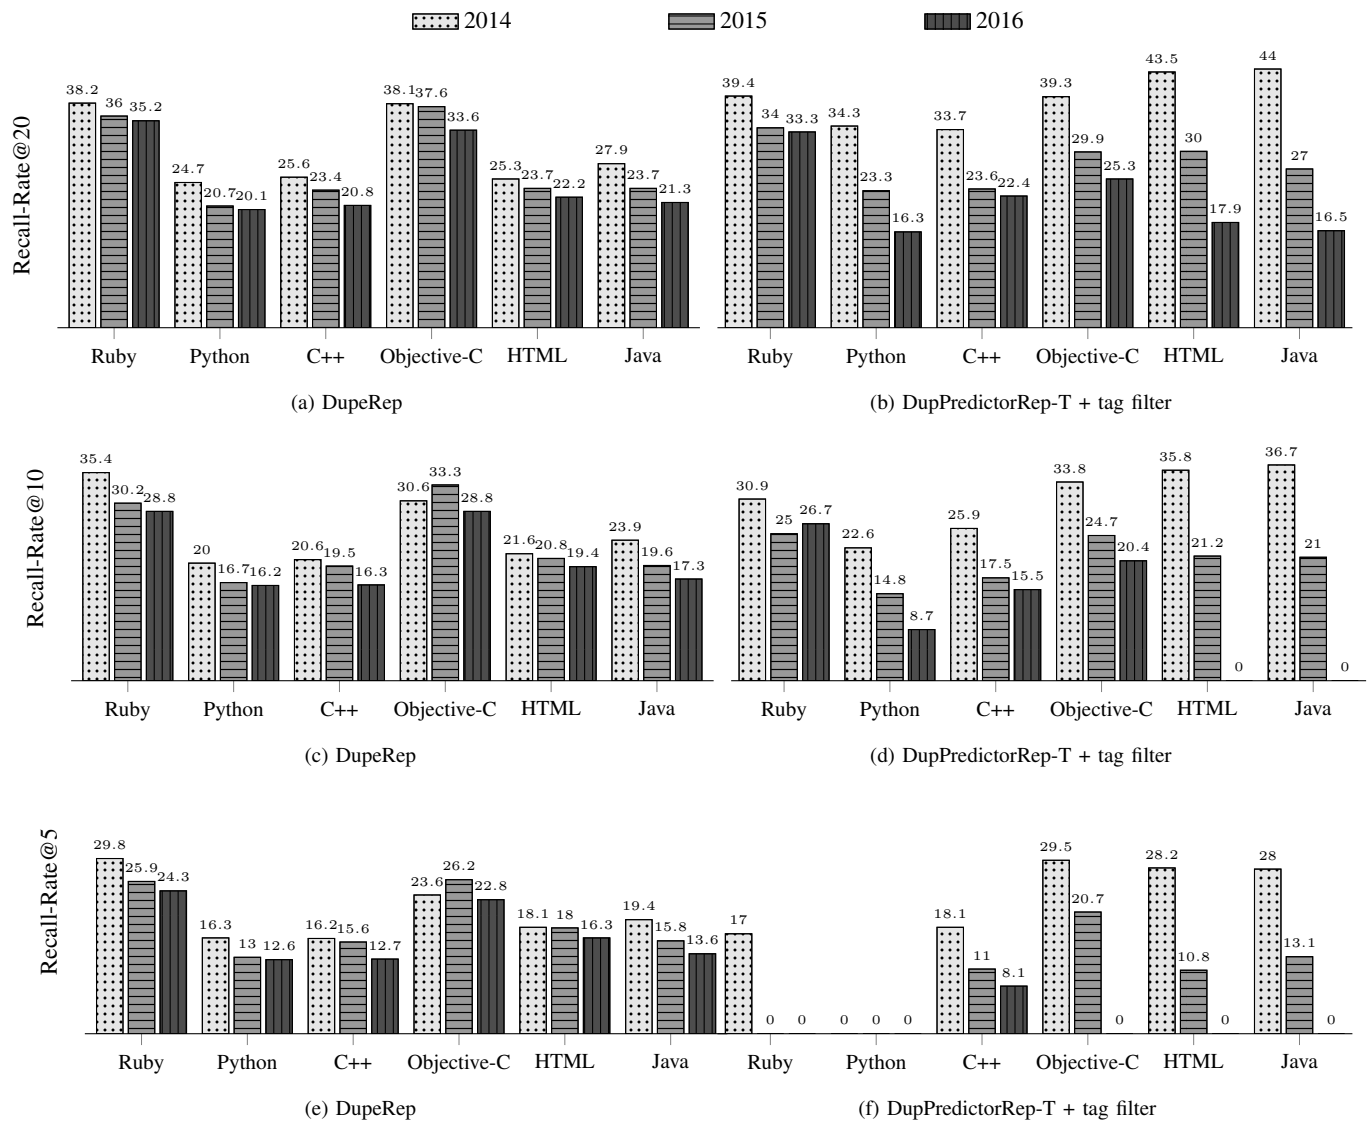 2014 2015 2016
Recall-Rate@20
38.2 36 35.2 24.7 20.7 20.1 25.6 23.4 20.8 38.1 37.6 33.6 25.3 23.7 22.2 27.9 23.7 21.3
Ruby Python C++ Objective-C HTML Java
(a) DupeRep
39.4 34 33.3 34.3 23.3 16.3 33.7 23.6 22.4 39.3 29.9 25.3 43.5 30 17.9 44 27 16.5
Ruby Python C++ Objective-C HTML Java
(b) DupPredictorRep-T + tag filter
Recall-Rate@10
35.4 30.2 28.8 20 16.7 16.2 20.6 19.5 16.3 30.6 33.3 28.8 21.6 20.8 19.4 23.9 19.6 17.3
Ruby Python C++ Objective-C HTML Java
(c) DupeRep
30.9 25 26.7 22.6 14.8 8.7 25.9 17.5 15.5 33.8 24.7 20.4 35.8 21.2 0 36.7 21 0
Ruby Python C++ Objective-C HTML Java
(d) DupPredictorRep-T + tag filter
Recall-Rate@5
29.8 25.9 24.3 16.3 13 12.6 16.2 15.6 12.7 23.6 26.2 22.8 18.1 18 16.3 19.4 15.8 13.6
Ruby Python C++ Objective-C HTML Java
(e) DupeRep
17 0 0 0 0 0 18.1 11 8.1 29.5 20.7 0 28.2 10.8 0 28 13.1 0
Ruby Python C++ Objective-C HTML Java
(f) DupPredictorRep-T + tag filter